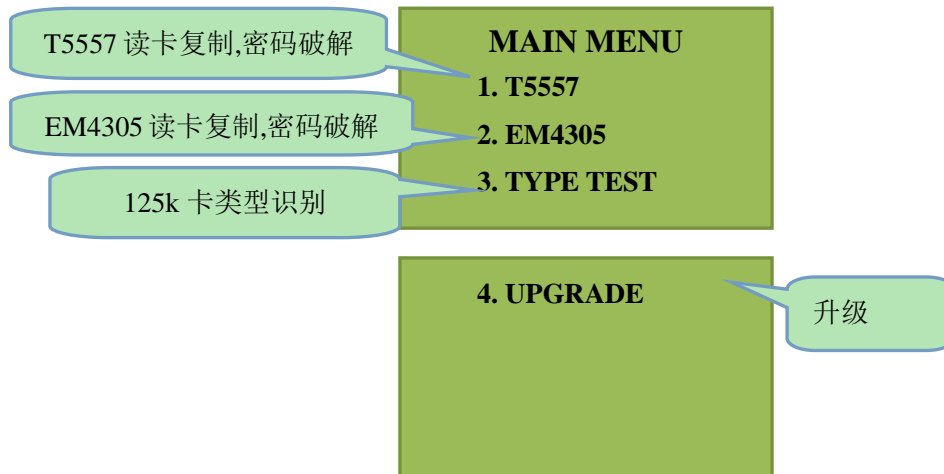 T5557 读卡复制,密码破解
MAIN MENU
1. T5557
EM4305 读卡复制,密码破解
2. EM4305
3. TYPE TEST
125k 卡类型识别
4. UPGRADE
升级